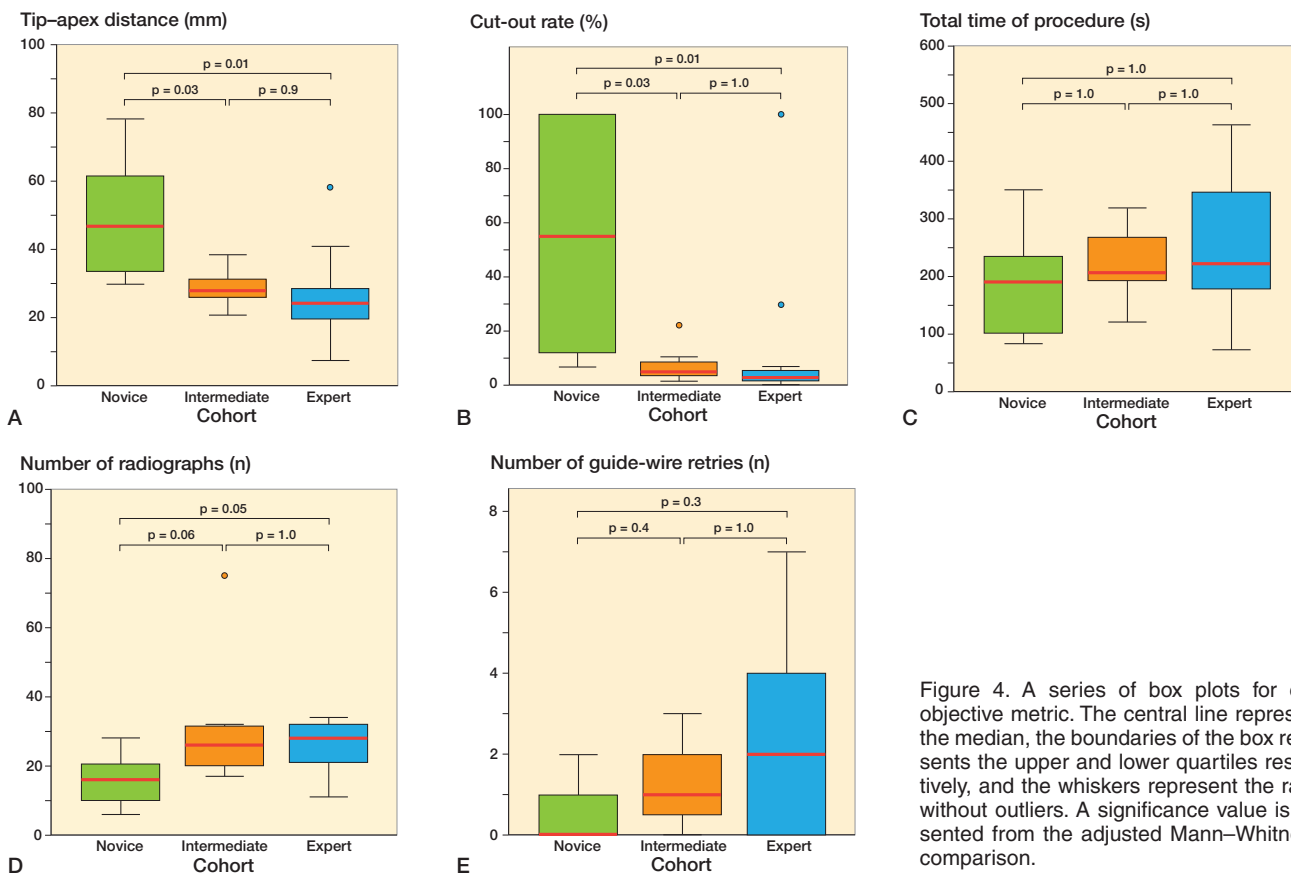 Tip–apex distance (mm)
100
80
60
40
20
0
p = 0.01
p = 0.03
p = 0.9
Novice
Intermediate
Expert
Cohort
A
Cut-out rate (%)
100
80
60
40
20
0
p = 0.01
p = 0.03
p = 1.0
Novice
Intermediate
Expert
Cohort
B
Total time of procedure (s)
600
500
400
300
200
100
0
p = 1.0
p = 1.0
p = 1.0
Novice
Intermediate
Expert
Cohort
C
Number of radiographs (n)
100
80
60
40
20
0
p = 0.05
p = 0.06
p = 1.0
Novice
Intermediate
Expert
Cohort
D
Number of guide-wire retries (n)
8
6
4
2
0
p = 0.3
p = 0.4
p = 1.0
Novice
Intermediate
Expert
Cohort
E
Figure 4. A series of box plots for
objective metric. The central line repres
the median, the boundaries of the box re
sents the upper and lower quartiles res
tively, and the whiskers represent the ra
without outliers. A significance value is
sented from the adjusted Mann–Whitne
comparison.